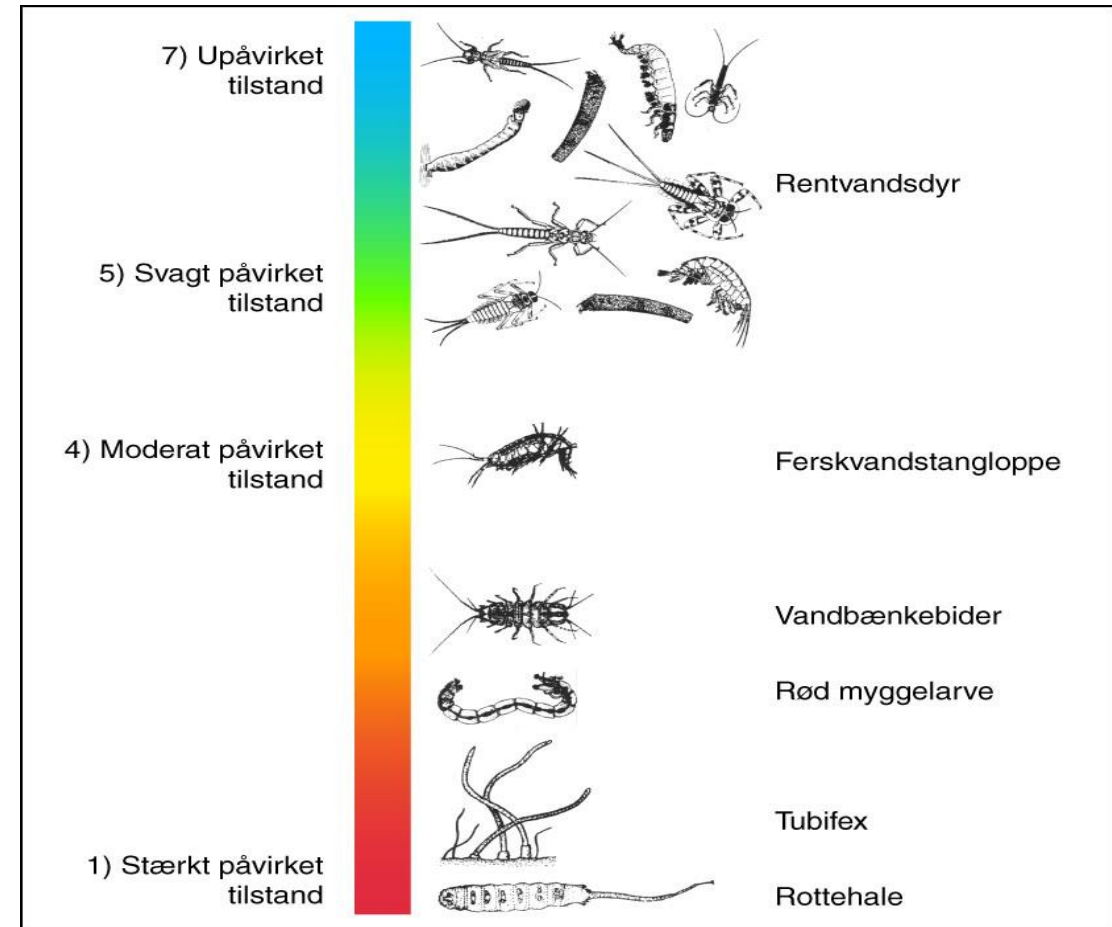 7) Upåvirket
tilstand
Rentvandsdyr
5) Svagt påvirket
tilstand
4) Moderat påvirket
tilstand
Ferskvandstangloppe
Vandbænkebider
Rød myggelarve
Tubifex
1) Stærkt påvirket
tilstand
Rottehale